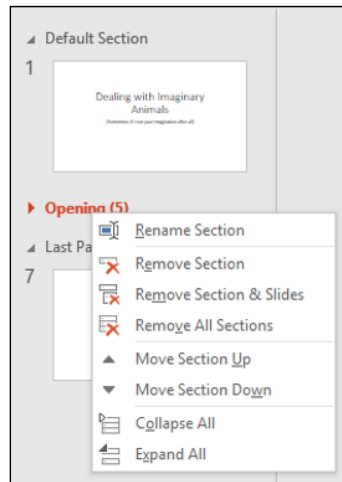 Default Section
1
Dealing with Imaginary
Animals
(Sometimes it's not your imagination after all)
Opening (5)
Rename Section
Last Pa
Remove Section
7
Remove Section & Slides
Remove All Sections
Move Section Up
Move Section Down
Collapse All
Expand All